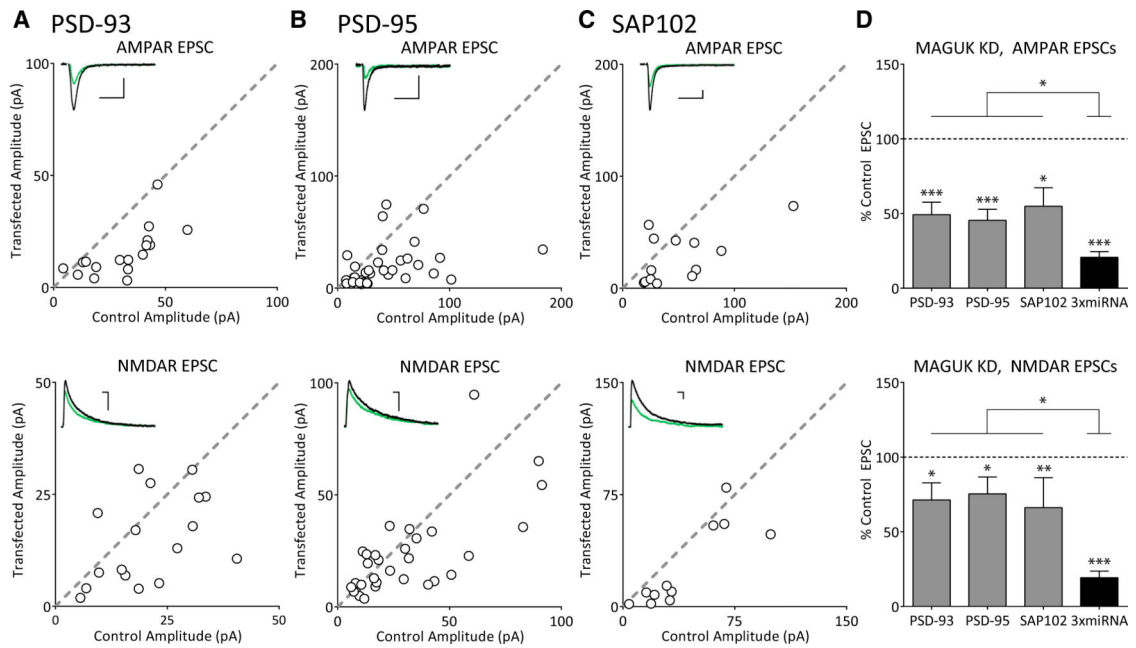 A PSD-93
AMPAR EPSC
100
50
0
0 50 100
Transfected Amplitude (pA)
Control Amplitude (pA)
NMDAR EPSC
50
25
0
0 25 50
Transfected Amplitude (pA)
Control Amplitude (pA)
B PSD-95
AMPAR EPSC
200
100
0
0 100 200
Transfected Amplitude (pA)
Control Amplitude (pA)
NMDAR EPSC
100
50
0
0 50 100
Transfected Amplitude (pA)
Control Amplitude (pA)
C SAP102
AMPAR EPSC
200
100
0
0 100 200
Transfected Amplitude (pA)
Control Amplitude (pA)
NMDAR EPSC
150
75
0
0 75 150
Transfected Amplitude (pA)
Control Amplitude (pA)
D
MAGUK KD, AMPAR EPSCs
150
100
50
0
% Control EPSC
*
*** *** * ***
PSD-93 PSD-95 SAP102 3xmiRNA
MAGUK KD, NMDAR EPSCs
150
100
50
0
% Control EPSC
*
* * ** ***
PSD-93 PSD-95 SAP102 3xmiRNA